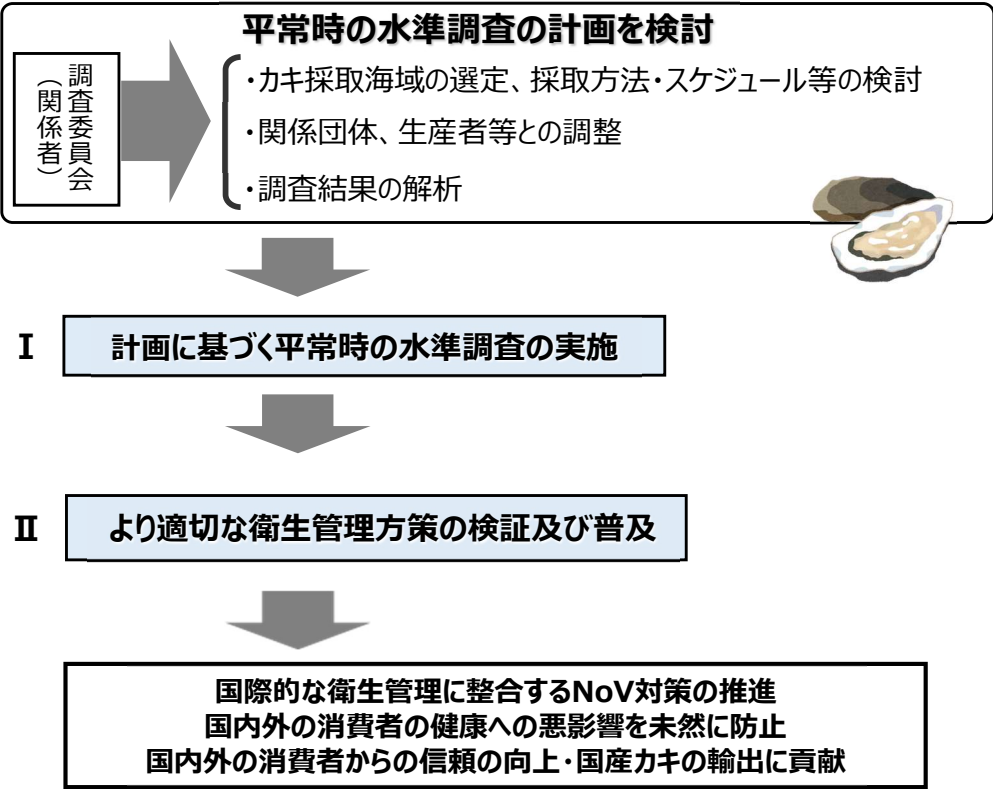 平常時の水準調査の計画を検討
調査委員会
（関係者）
・カキ採取海域の選定、採取方法・スケジュール等の検討
・関係団体、生産者等との調整
・調査結果の解析
Ⅰ
計画に基づく平常時の水準調査の実施
Ⅱ
より適切な衛生管理方策の検証及び普及
国際的な衛生管理に整合するNoV対策の推進
国内外の消費者の健康への悪影響を未然に防止
国内外の消費者からの信頼の向上・国産カキの輸出に貢献